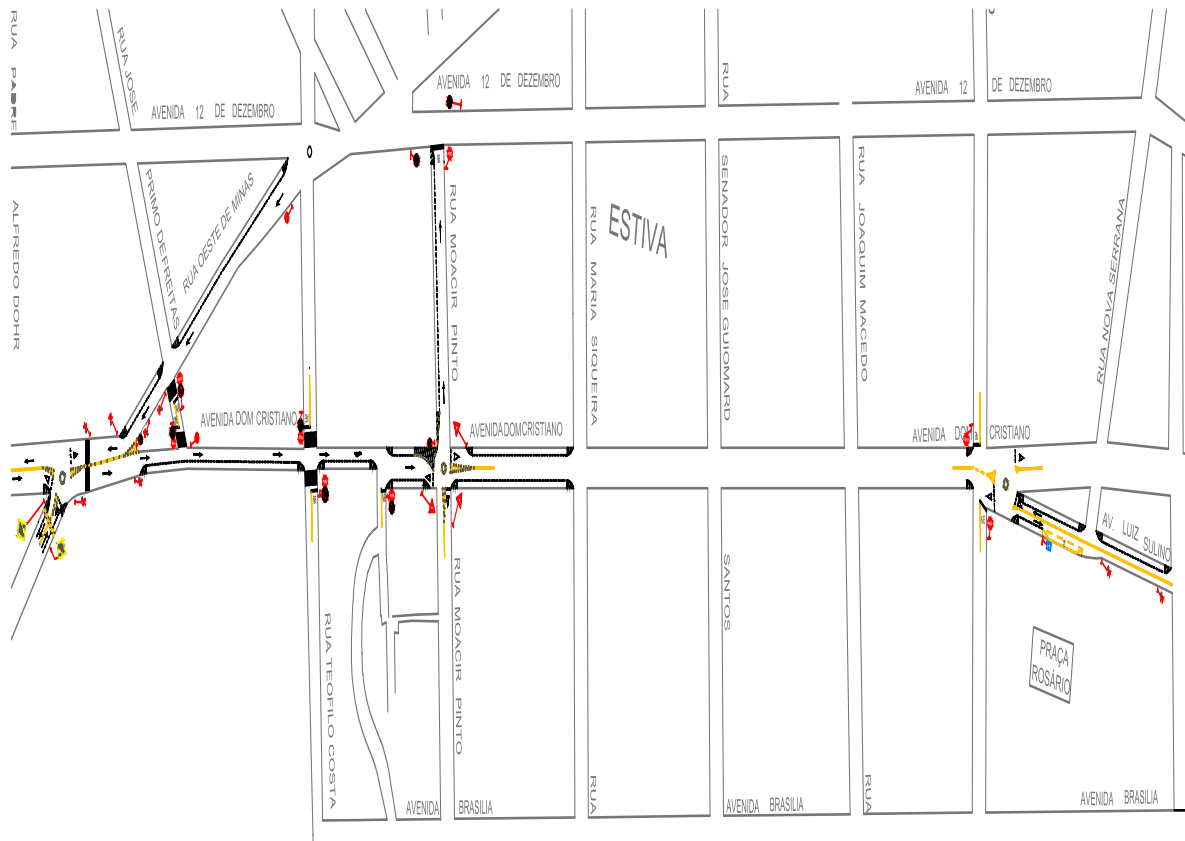 RUA PADRE
RUA JOSE
AVENIDA 12 DE DEZEMBRO
AVENIDA 12 DE DEZEMBRO
RUA
AVENIDA 12 DE DEZEMBRO
ALFREDO DOHR
PRIMO DE FREITAS
RUA OESTE DE MINAS
RUA MOACIR PINTO
RUA MARIA SIQUEIRA
ESTIVA
SENADOR JOSE GUIOMARD
RUA JOAQUIM MACEDO
RUA NOVA SERRANA
AVENIDA DOM CRISTIANO
AVENIDA DOM CRISTIANO
AVENIDA DOM CRISTIANO
AV. LUIZ SULINO
RUA TEOFILO COSTA
RUA MOACIR PINTO
SANTOS
PRAÇA
ROSÁRIO
RUA
RUA
AVENIDA BRASILIA
AVENIDA BRASILIA
AVENIDA BRASILIA